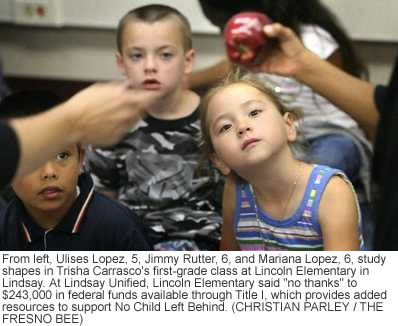 From left, Ulises Lopez, 5, Jimmy Rutter, 6, and Mariana Lopez, 6, study
shapes in Trisha Carrasco's first-grade class at Lincoln Elementary in
Lindsay. At Lindsay Unified, Lincoln Elementary said "no thanks" to
$243,000 in federal funds available through Title I, which provides added
resources to support No Child Left Behind. (CHRISTIAN PARLEY / THE
FRESNO BEE)